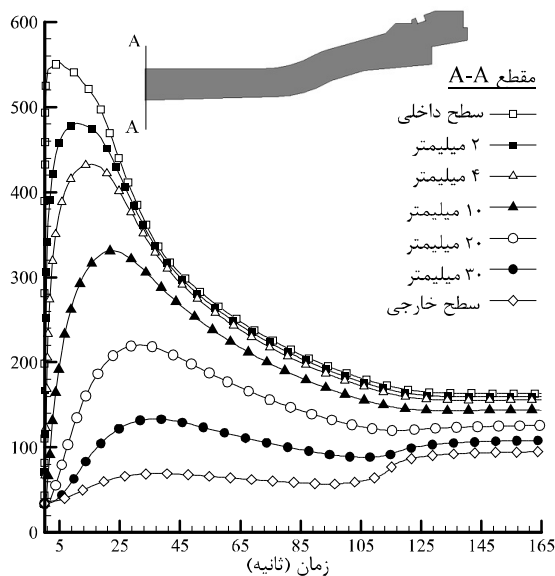 600
500
400
300
200
100
0
A
A
مقطع A-A
سطح داخلی
۲ میلیمتر
۴ میلیمتر
۱۰ میلیمتر
۲۰ میلیمتر
۳۰ میلیمتر
سطح خارجی
5 25 45 65 85 105 125 145 165
زمان (ثانیه)